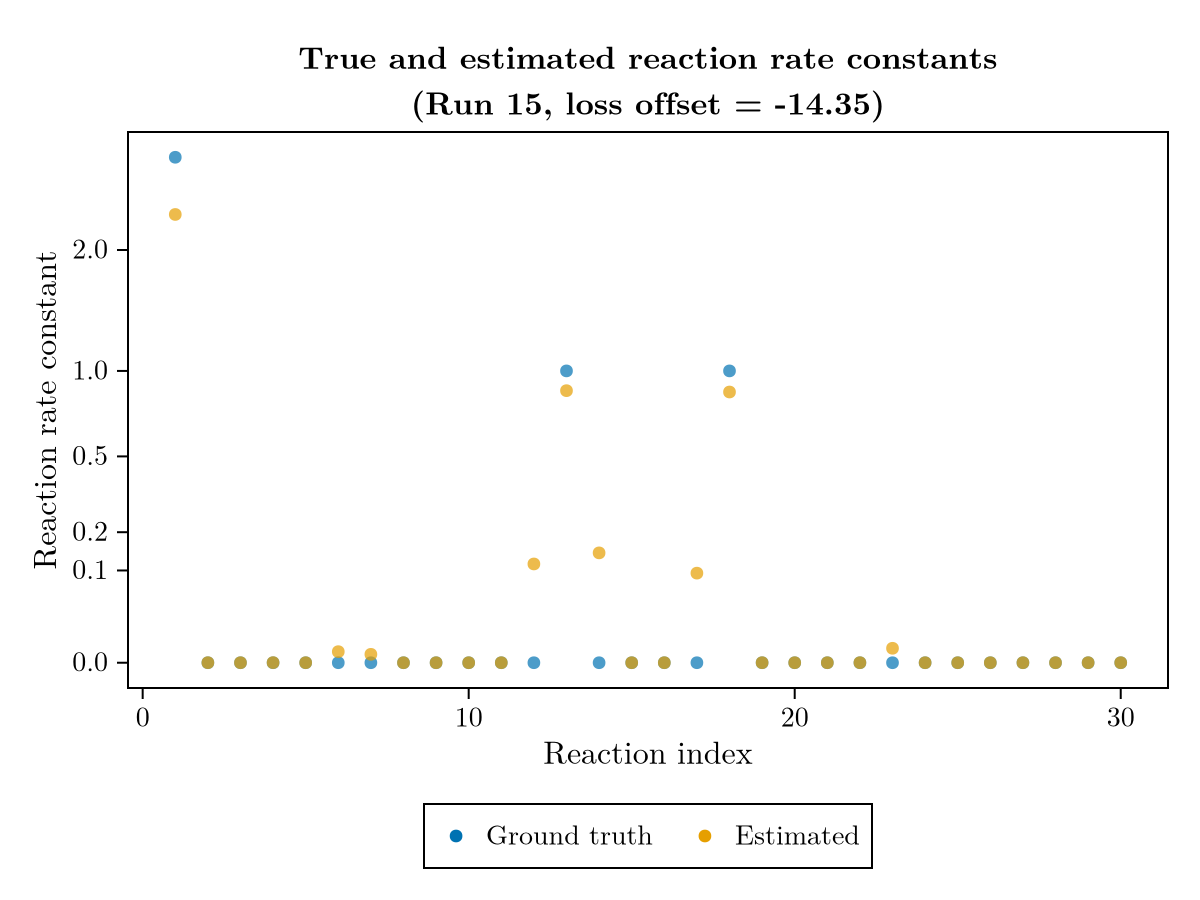 True and estimated reaction rate constants
(Run 15, loss offset = -14.35)
Reaction rate constant
2.0
1.0
0.5
0.2
0.1
0.0
0 10 20 30
Reaction index
Ground truth Estimated